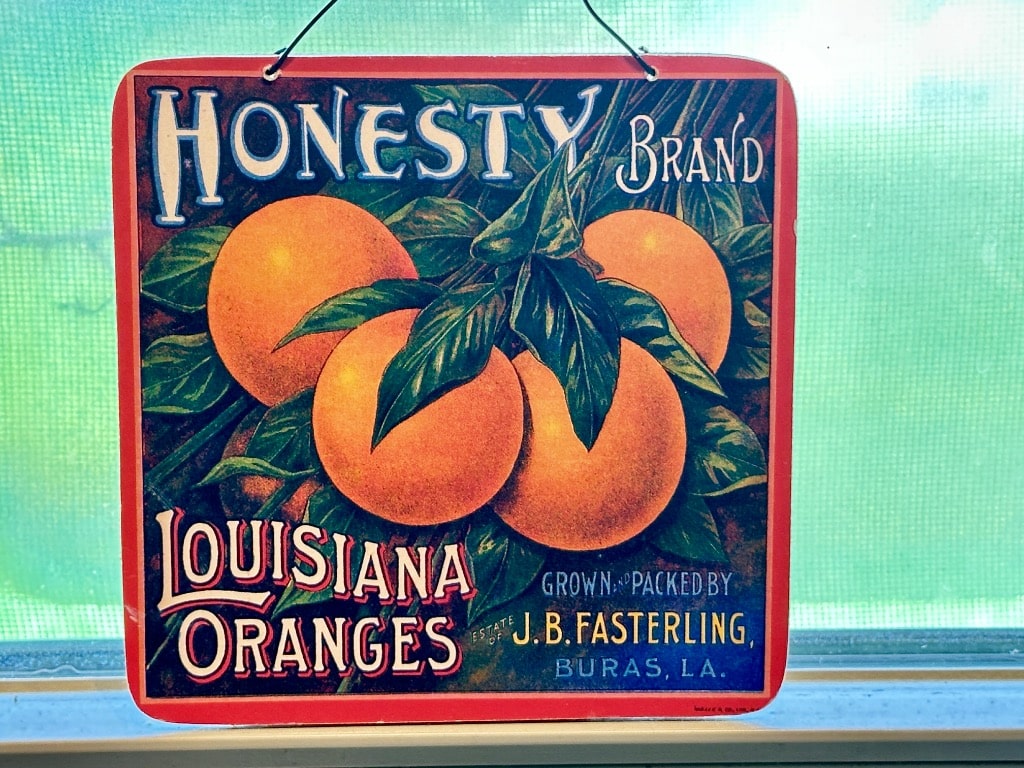 HONESTY BRAND
LOUISIANA
ORANGES
GROWN AND PACKED BY
ESTATE OF J.B. FASTERLING,
BURAS, LA.